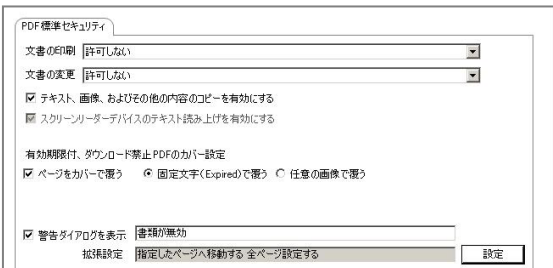 PDF標準セキュリティ
文書の印刷 許可しない
文書の変更 許可しない
テキスト、画像、およびその他の内容のコピーを有効にする
スクリーンリーダーデバイスのテキスト読み上げを有効にする
有効期限付、ダウンロード禁止PDFのカバー設定
ページをカバーで覆う 固定文字(Expired)で覆う 任意の画像で覆う
警告ダイアログを表示 書類が無効
拡張設定 指定したページへ移動する 全ページ設定する 設定